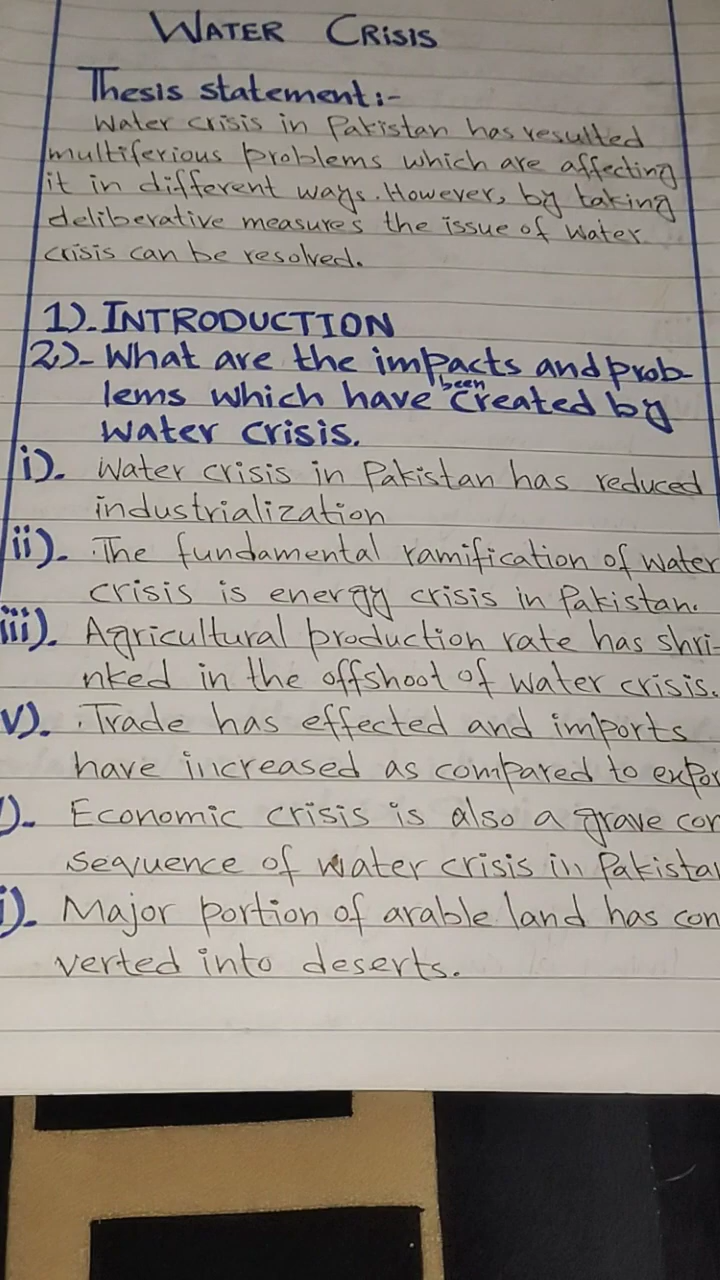 WATER CRISIS
Thesis statement:-
Water crisis in Pakistan has resulted
multiferious problems which are affecting
it in different ways. However, by taking
deliberative measures the issue of water
crisis can be resolved.
1). INTRODUCTION
2)- What are the impacts and prob-
lems which have been created by
water crisis.
i). Water crisis in Pakistan has reduced
industrialization
ii). The fundamental ramification of water
crisis is energy crisis in Pakistan.
iii). Agricultural production rate has shri-
nked in the offshoot of water crisis.
v). Trade has effected and imports
have increased as compared to expor
). Economic crisis is also a grave con
sequence of water crisis in Pakista
i). Major portion of arable land has con
verted into deserts.